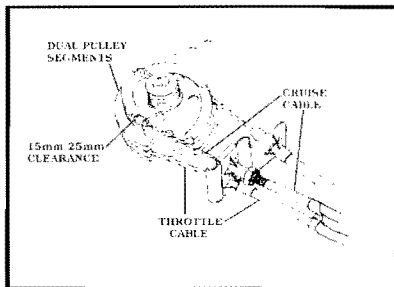 DUAL PULLEY
SEGMENTS
CRUISE
CABLE
15mm 25mm
CLEARANCE
THROTTLE
CABLE